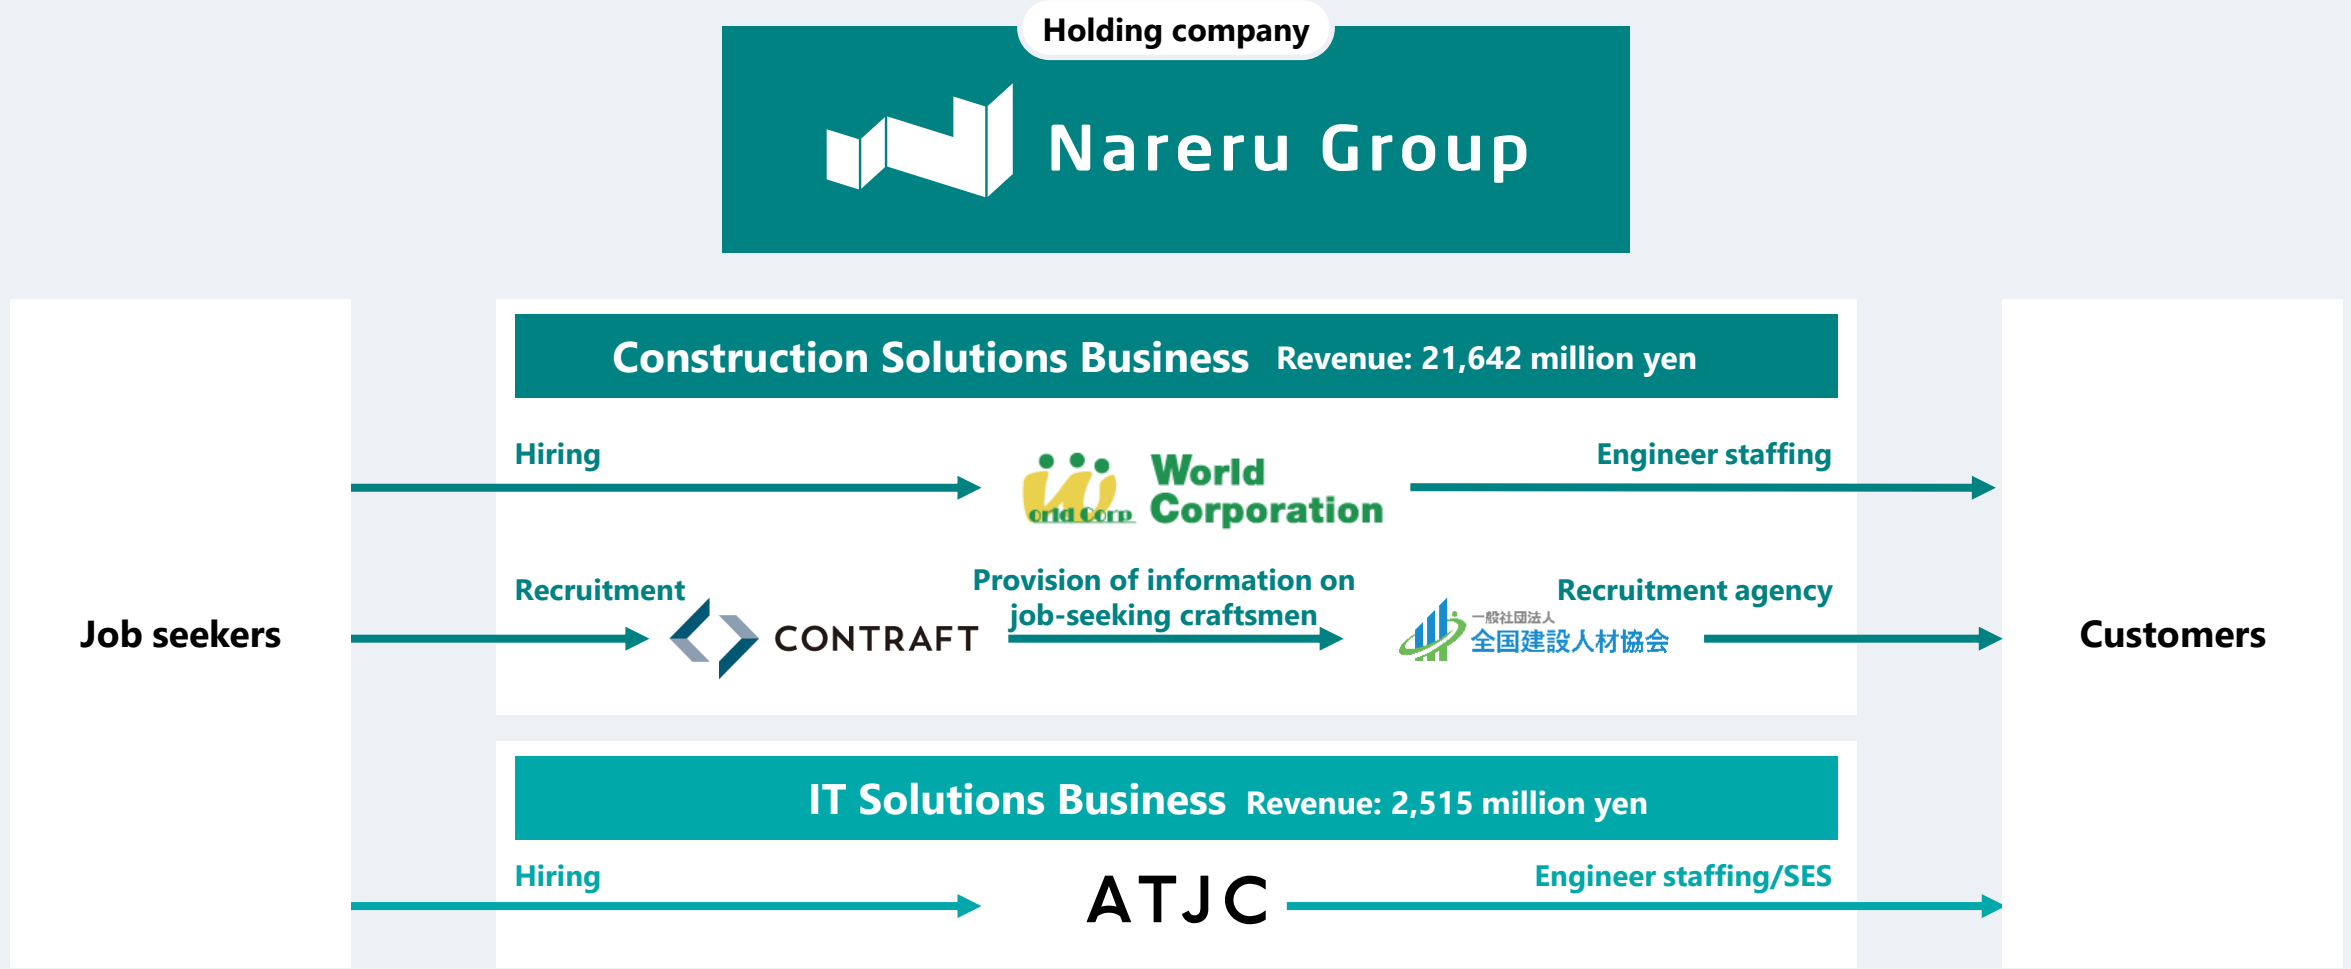 Holding company
Nareru Group
Construction Solutions Business Revenue: 21,642 million yen
Hiring
World
Corporation
orld Corp
Engineer staffing
Recruitment
CONTRAFT
Provision of information on
job-seeking craftsmen
一般社団法人
全国建設人材協会
Recruitment agency
Job seekers
Customers
IT Solutions Business Revenue: 2,515 million yen
Hiring
ATJC
Engineer staffing/SES